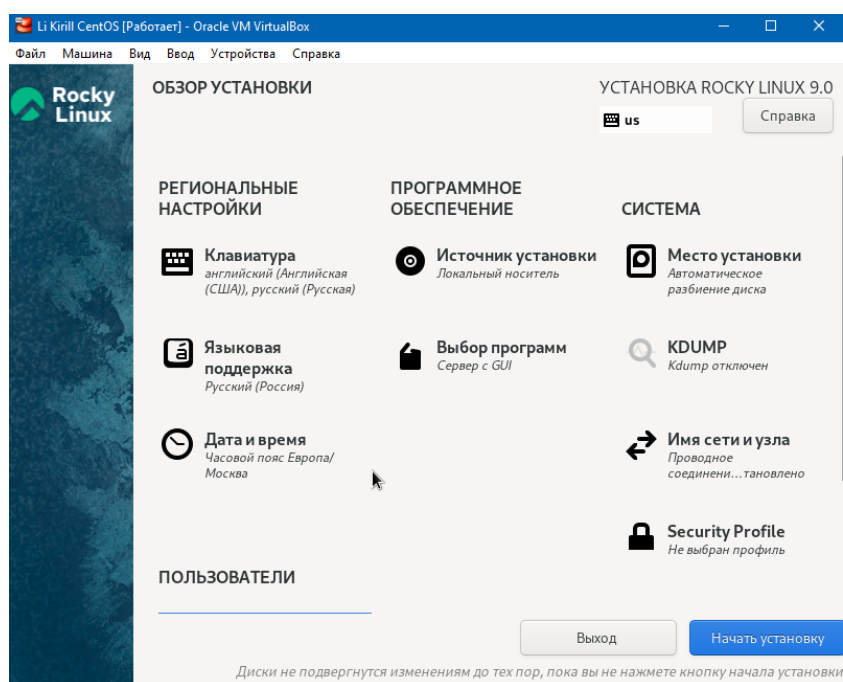 Li Kirill CentOS [Работает] - Oracle VM VirtualBox
Файл Машина Вид Ввод Устройства Справка
Rocky
Linux
ОБЗОР УСТАНОВКИ
УСТАНОВКА ROCKY LINUX 9.0
us
Справка
РЕГИОНАЛЬНЫЕ
НАСТРОЙКИ
Клавиатура
английский (Английская
(США)), русский (Русская)
Языковая
поддержка
Русский (Россия)
Дата и время
Часовой пояс Европа/
Москва
ПРОГРАММНОЕ
ОБЕСПЕЧЕНИЕ
Источник установки
Локальный носитель
Выбор программ
Сервер с GUI
СИСТЕМА
Место установки
Автоматическое
разбиение диска
KDUMP
Kdump отключен
Имя сети и узла
Проводное
соединени...тановлено
Security Profile
Не выбран профиль
ПОЛЬЗОВАТЕЛИ
Выход
Начать установку
Диски не подвергнутся изменениям до тех пор, пока вы не нажмете кнопку начала установки